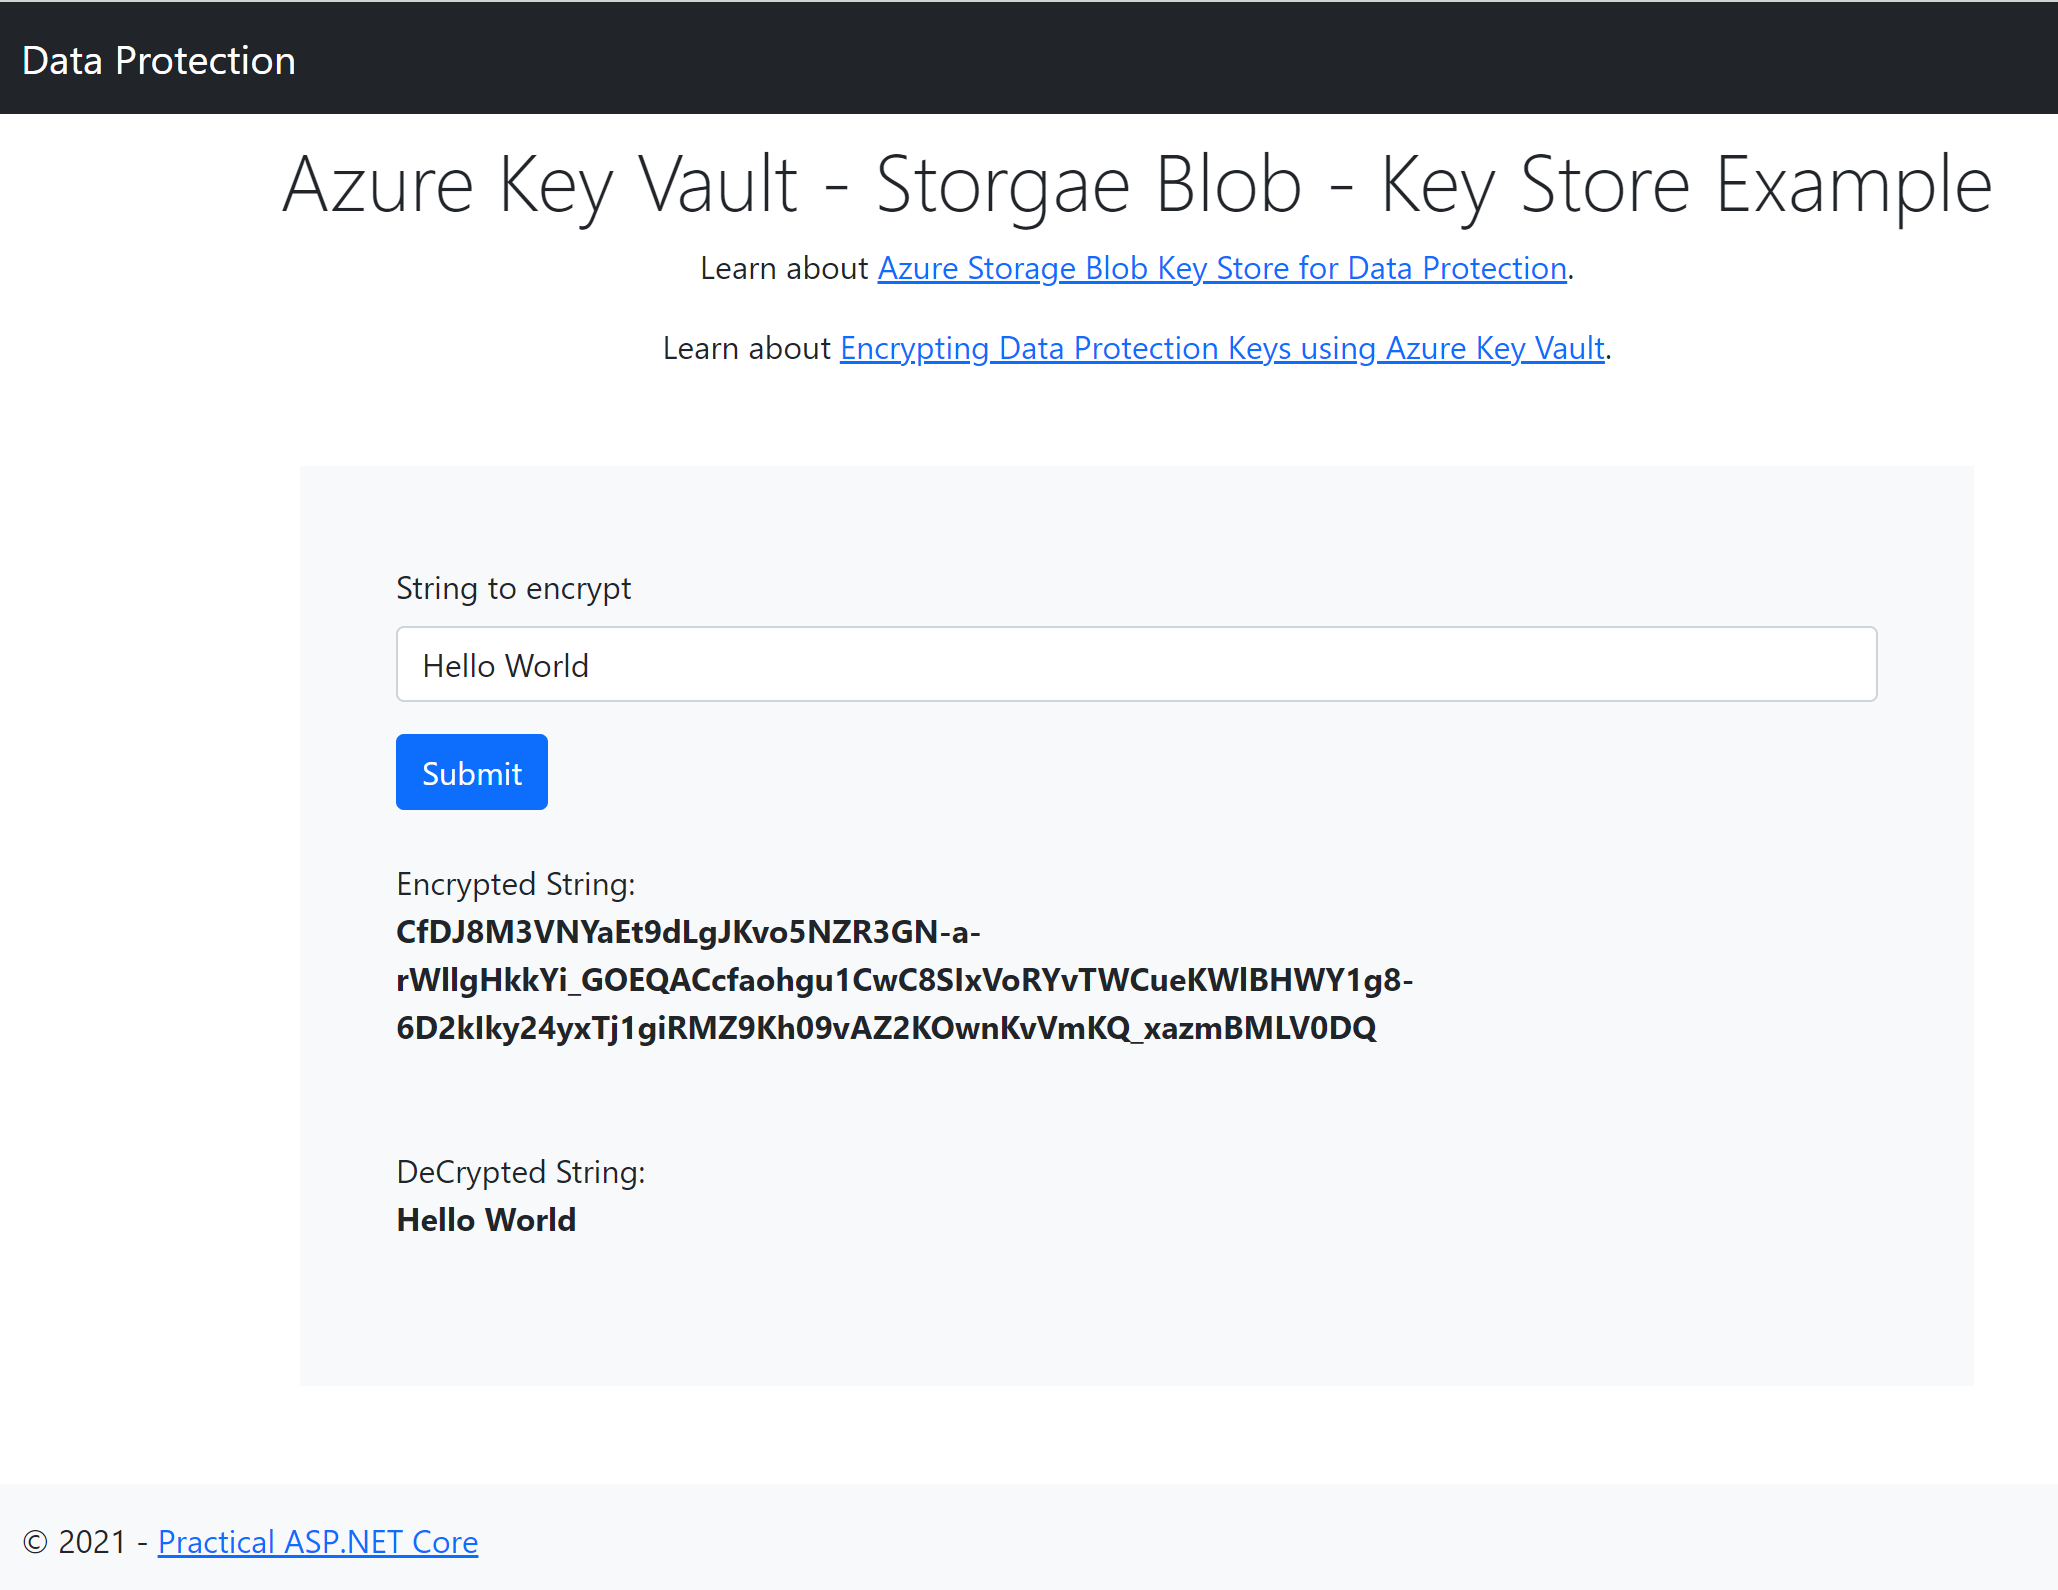 Data Protection
Azure Key Vault - Storgae Blob - Key Store Example
Learn about Azure Storage Blob Key Store for Data Protection.
Learn about Encrypting Data Protection Keys using Azure Key Vault.
String to encrypt
Hello World
Submit
Encrypted String:
CfDJ8M3VNYaEt9dLgJKvo5NZR3GN-a-
rWllgHkkYi_GOEQACcfaohgu1CwC8SIxVoRYvTWCueKWlBHWY1g8-
6D2kIky24yxTj1giRMZ9Kh09vAZ2KOwnKvVmKQ_xazmBMLV0DQ
DeCrypted String:
Hello World
© 2021 - Practical ASP.NET Core